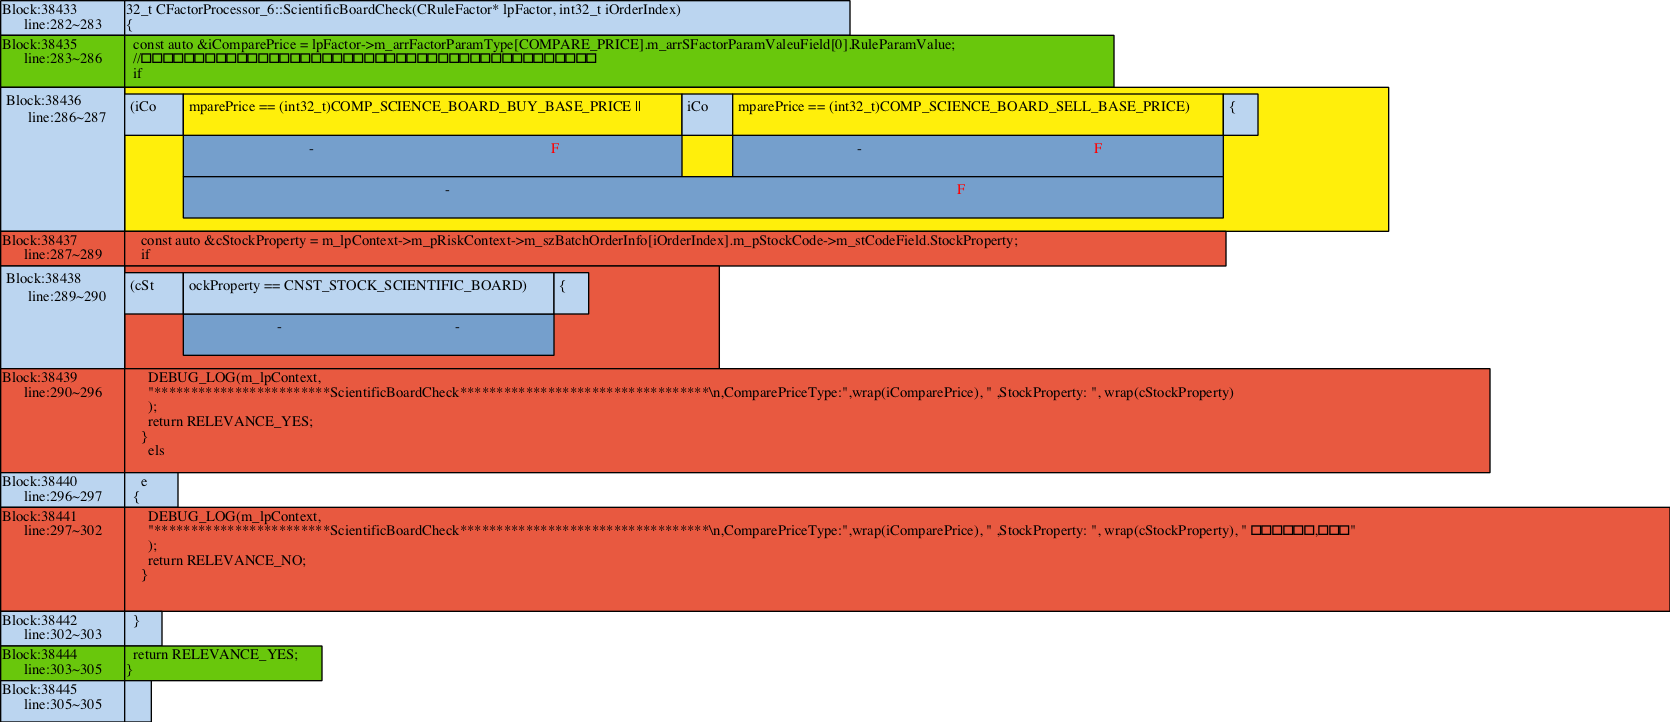 Block:38433
line:282~283
32_t CFactorProcessor_6::ScientificBoardCheck(CRuleFactor* lpFactor, int32_t iOrderIndex)
{
Block:38435
line:283~286
const auto &iComparePrice = lpFactor->m_arrFactorParamType[COMPARE_PRICE].m_arrSFactorParamValeuField[0].RuleParamValue;
//
if
Block:38436
line:286~287
(iCo
mparePrice == (int32_t)COMP_SCIENCE_BOARD_BUY_BASE_PRICE ||
iCo
mparePrice == (int32_t)COMP_SCIENCE_BOARD_SELL_BASE_PRICE)
{
- F
- F
- F
Block:38437
line:287~289
const auto &cStockProperty = m_lpContext->m_pRiskContext->m_szBatchOrderInfo[iOrderIndex].m_pStockCode->m_stCodeField.StockProperty;
if
Block:38438
line:289~290
(cSt
ockProperty == CNST_STOCK_SCIENTIFIC_BOARD)
{
- -
Block:38439
line:290~296
DEBUG_LOG(m_lpContext,
"************************ScientificBoardCheck**********************************\n,ComparePriceType:",wrap(iComparePrice), " ,StockProperty: ", wrap(cStockProperty)
);
return RELEVANCE_YES;
}
els
Block:38440
line:296~297
e
{
Block:38441
line:297~302
DEBUG_LOG(m_lpContext,
"************************ScientificBoardCheck**********************************\n,ComparePriceType:",wrap(iComparePrice), " ,StockProperty: ", wrap(cStockProperty), " , "
);
return RELEVANCE_NO;
}
Block:38442
line:302~303
}
Block:38444
line:303~305
return RELEVANCE_YES;
}
Block:38445
line:305~305